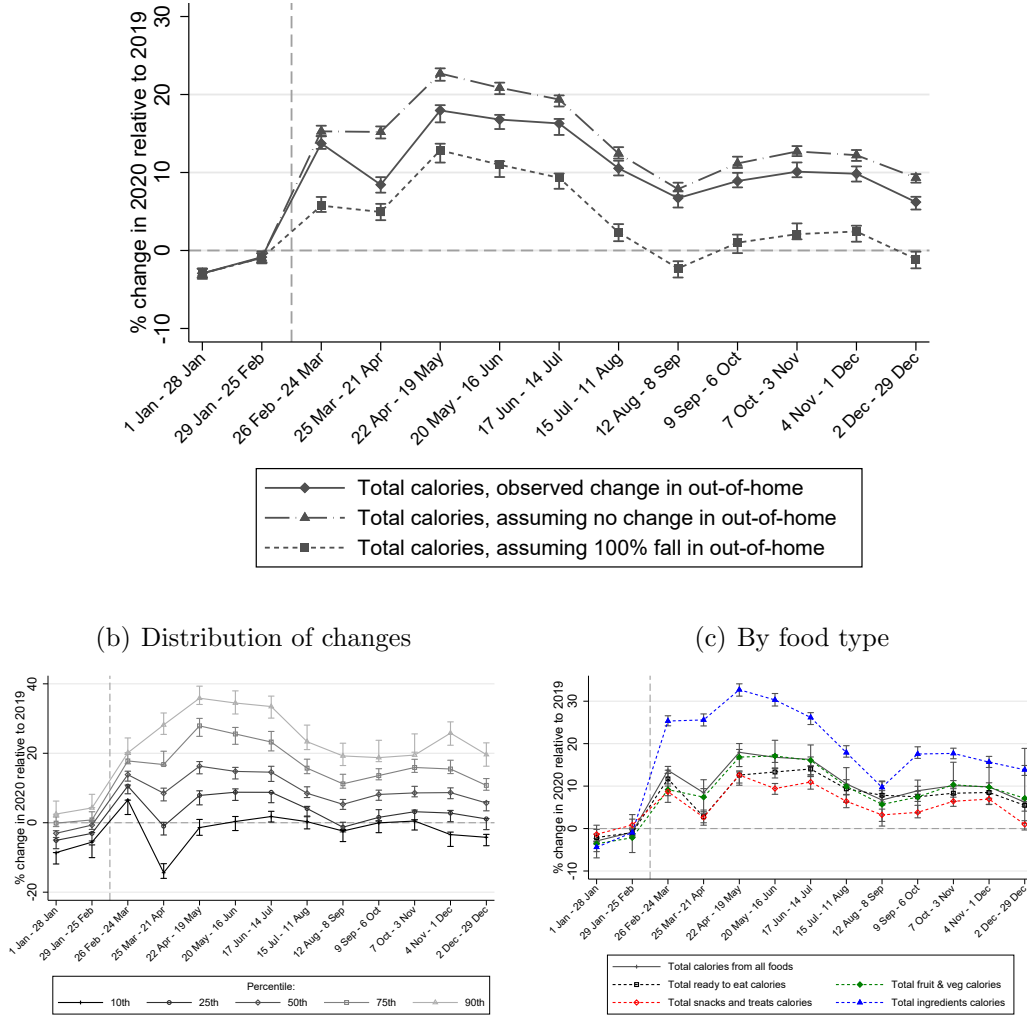 % change in 2020 relative to 2019
30
20
10
0
-10
1 Jan - 28 Jan
29 Jan - 25 Feb
26 Feb - 24 Mar
25 Mar - 21 Apr
22 Apr - 19 May
20 May - 16 Jun
17 Jun - 14 Jul
15 Jul - 11 Aug
12 Aug - 8 Sep
9 Sep - 6 Oct
7 Oct - 3 Nov
4 Nov - 1 Dec
2 Dec - 29 Dec
Total calories, observed change in out-of-home
Total calories, assuming no change in out-of-home
Total calories, assuming 100% fall in out-of-home
(b) Distribution of changes
% change in 2020 relative to 2019
40
20
0
-20
1 Jan - 28 Jan
29 Jan - 25 Feb
26 Feb - 24 Mar
25 Mar - 21 Apr
22 Apr - 19 May
20 May - 16 Jun
17 Jun - 14 Jul
15 Jul - 11 Aug
12 Aug - 8 Sep
9 Sep - 6 Oct
7 Oct - 3 Nov
4 Nov - 1 Dec
2 Dec - 29 Dec
Percentile:
10th 25th 50th 75th 90th
(c) By food type
% change in 2020 relative to 2019
30
20
10
0
-10
1 Jan - 28 Jan
29 Jan - 25 Feb
26 Feb - 24 Mar
25 Mar - 21 Apr
22 Apr - 19 May
20 May - 16 Jun
17 Jun - 14 Jul
15 Jul - 11 Aug
12 Aug - 8 Sep
9 Sep - 6 Oct
7 Oct - 3 Nov
4 Nov - 1 Dec
2 Dec - 29 Dec
Total calories from all foods
Total ready to eat calories Total fruit & veg calories
Total snacks and treats calories Total ingredients calories